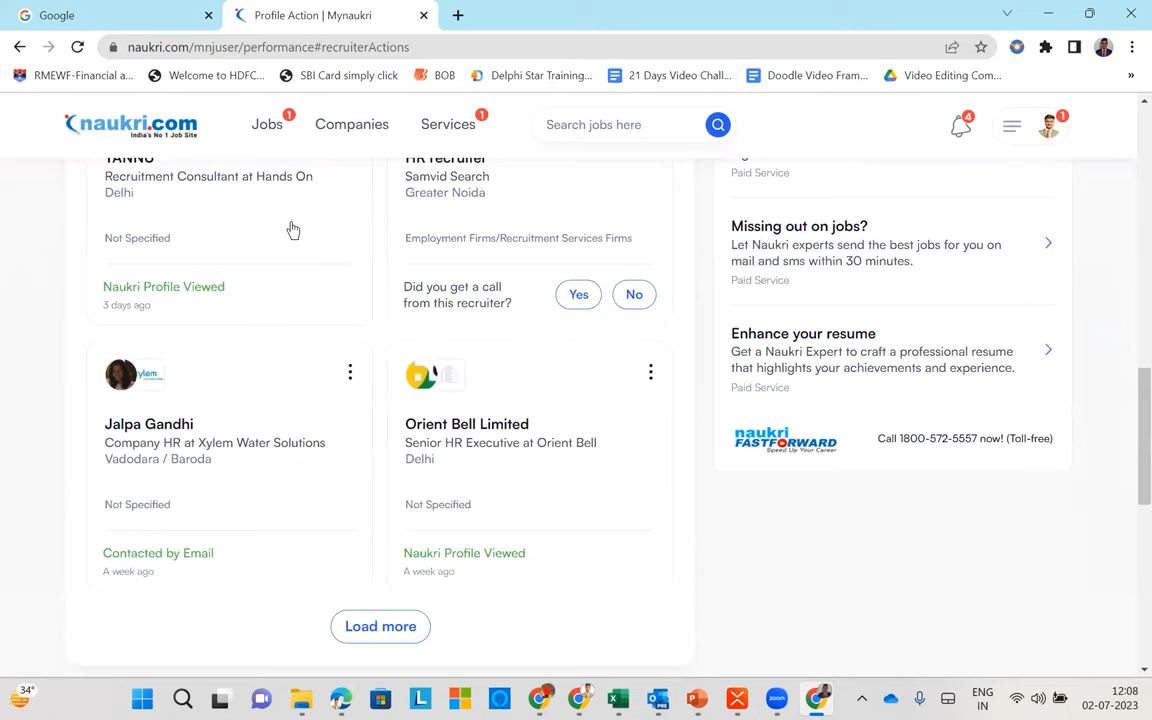 Google
Profile Action | Mynaukri
naukri.com/mnjuser/performance#recruiterActions
RMEWF-Financial a...
Welcome to HDFC...
SBI Card simply click
BOB
Delphi Star Training...
21 Days Video Chall...
Doodle Video Fram...
Video Editing Com...
»
naukri.com
India's No 1 Job Site
Jobs
1
Companies
Services
1
Search jobs here
4
1
TANNU
Recruitment Consultant at Hands On
Delhi
Not Specified
Naukri Profile Viewed
3 days ago
HR recruiter
Samvid Search
Greater Noida
Employment Firms/Recruitment Services Firms
Did you get a call
from this recruiter?
Yes
No
xylem
Jalpa Gandhi
Company HR at Xylem Water Solutions
Vadodara / Baroda
Not Specified
Contacted by Email
A week ago
Orient Bell Limited
Senior HR Executive at Orient Bell
Delhi
Not Specified
Naukri Profile Viewed
A week ago
Load more
Paid Service
Missing out on jobs?
Let Naukri experts send the best jobs for you on
mail and sms within 30 minutes.
Paid Service
Enhance your resume
Get a Naukri Expert to craft a professional resume
that highlights your achievements and experience.
Paid Service
naukri
FASTFORWARD
Speed Up Your Career
Call 1800-572-5557 now! (Toll-free)
34°
L
zoom
ENG
IN
12:08
02-07-2023